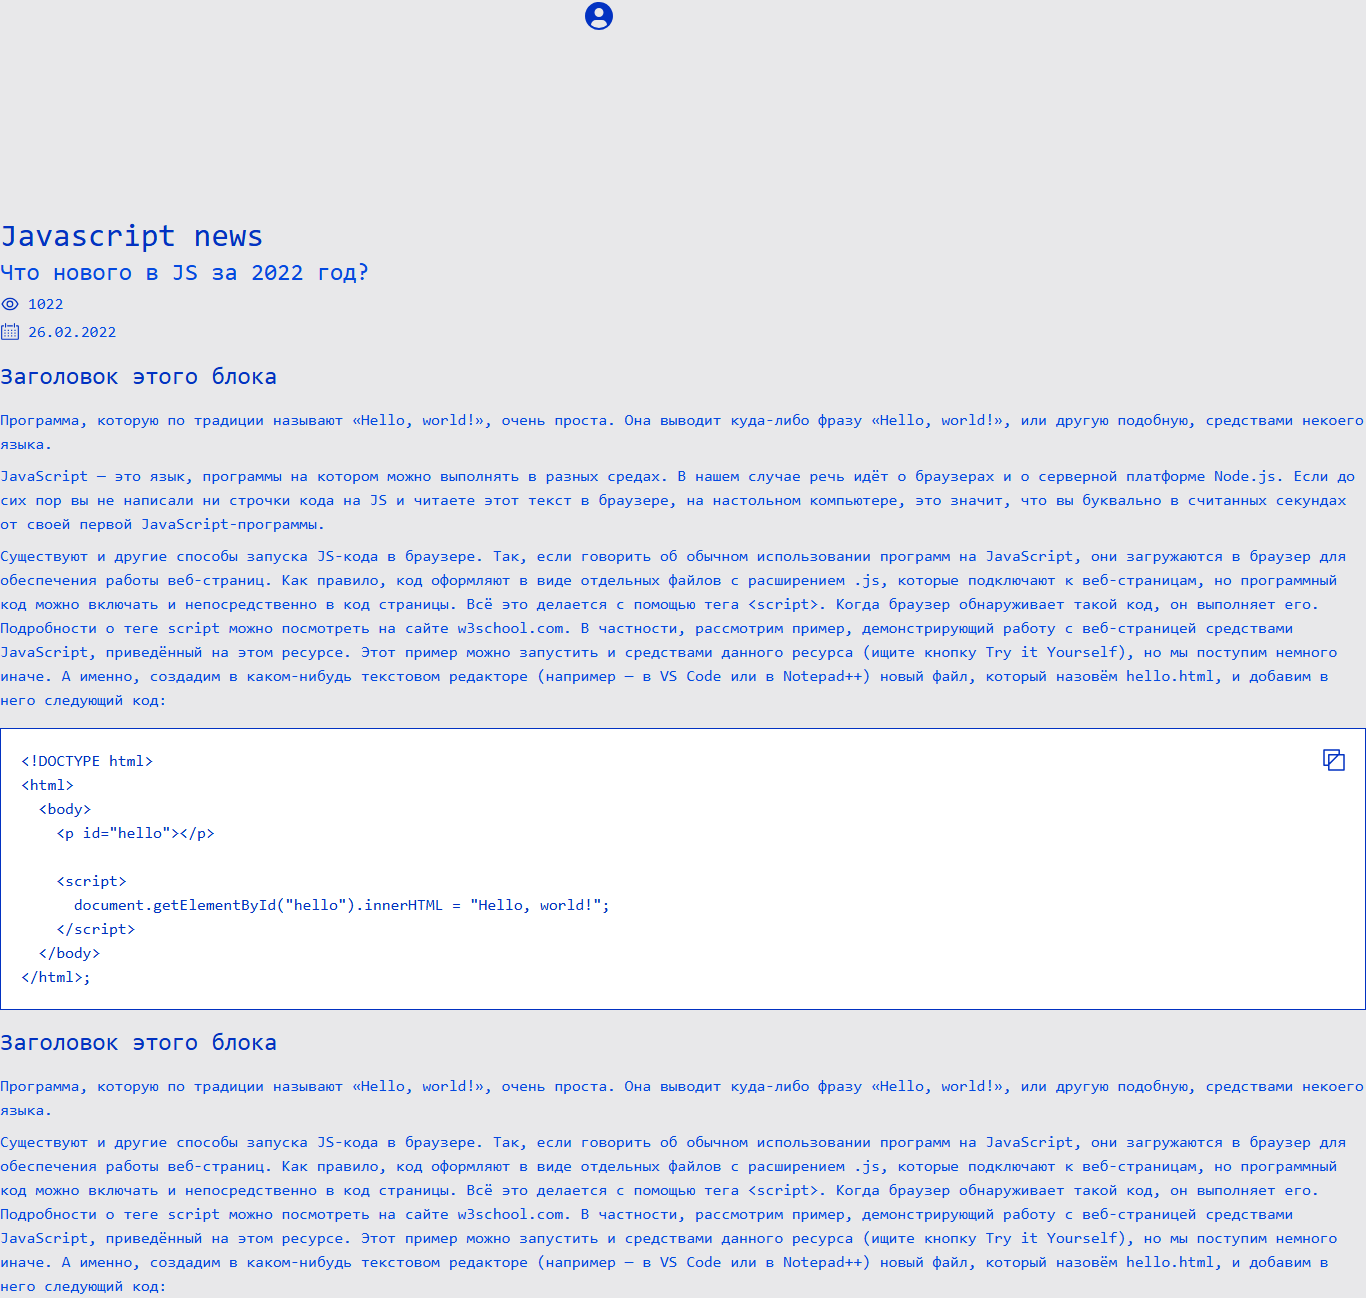 Javascript news
Что нового в JS за 2022 год?
1022
26.02.2022
Заголовок этого блока
Программа, которую по традиции называют «Hello, world!», очень проста. Она выводит куда-либо фразу «Hello, world!», или другую подобную, средствами некоего
языка.
JavaScript — это язык, программы на котором можно выполнять в разных средах. В нашем случае речь идёт о браузерах и о серверной платформе Node.js. Если до
сих пор вы не написали ни строчки кода на JS и читаете этот текст в браузере, на настольном компьютере, это значит, что вы буквально в считанных секундах
от своей первой JavaScript-программы.
Существуют и другие способы запуска JS-кода в браузере. Так, если говорить об обычном использовании программ на JavaScript, они загружаются в браузер для
обеспечения работы веб-страниц. Как правило, код оформляют в виде отдельных файлов с расширением .js, которые подключают к веб-страницам, но программный
код можно включать и непосредственно в код страницы. Всё это делается с помощью тега <script>. Когда браузер обнаруживает такой код, он выполняет его.
Подробности о теге script можно посмотреть на сайте w3school.com. В частности, рассмотрим пример, демонстрирующий работу с веб-страницей средствами
JavaScript, приведённый на этом ресурсе. Этот пример можно запустить и средствами данного ресурса (ищите кнопку Try it Yourself), но мы поступим немного
иначе. А именно, создадим в каком-нибудь текстовом редакторе (например — в VS Code или в Notepad++) новый файл, который назовём hello.html, и добавим в
него следующий код:
<!DOCTYPE html>
<html>
  <body>
    <p id="hello"></p>
    <script>
      document.getElementById("hello").innerHTML = "Hello, world!";
    </script>
  </body>
</html>;
Заголовок этого блока
Программа, которую по традиции называют «Hello, world!», очень проста. Она выводит куда-либо фразу «Hello, world!», или другую подобную, средствами некоего
языка.
Существуют и другие способы запуска JS-кода в браузере. Так, если говорить об обычном использовании программ на JavaScript, они загружаются в браузер для
обеспечения работы веб-страниц. Как правило, код оформляют в виде отдельных файлов с расширением .js, которые подключают к веб-страницам, но программный
код можно включать и непосредственно в код страницы. Всё это делается с помощью тега <script>. Когда браузер обнаруживает такой код, он выполняет его.
Подробности о теге script можно посмотреть на сайте w3school.com. В частности, рассмотрим пример, демонстрирующий работу с веб-страницей средствами
JavaScript, приведённый на этом ресурсе. Этот пример можно запустить и средствами данного ресурса (ищите кнопку Try it Yourself), но мы поступим немного
иначе. А именно, создадим в каком-нибудь текстовом редакторе (например — в VS Code или в Notepad++) новый файл, который назовём hello.html, и добавим в
него следующий код: